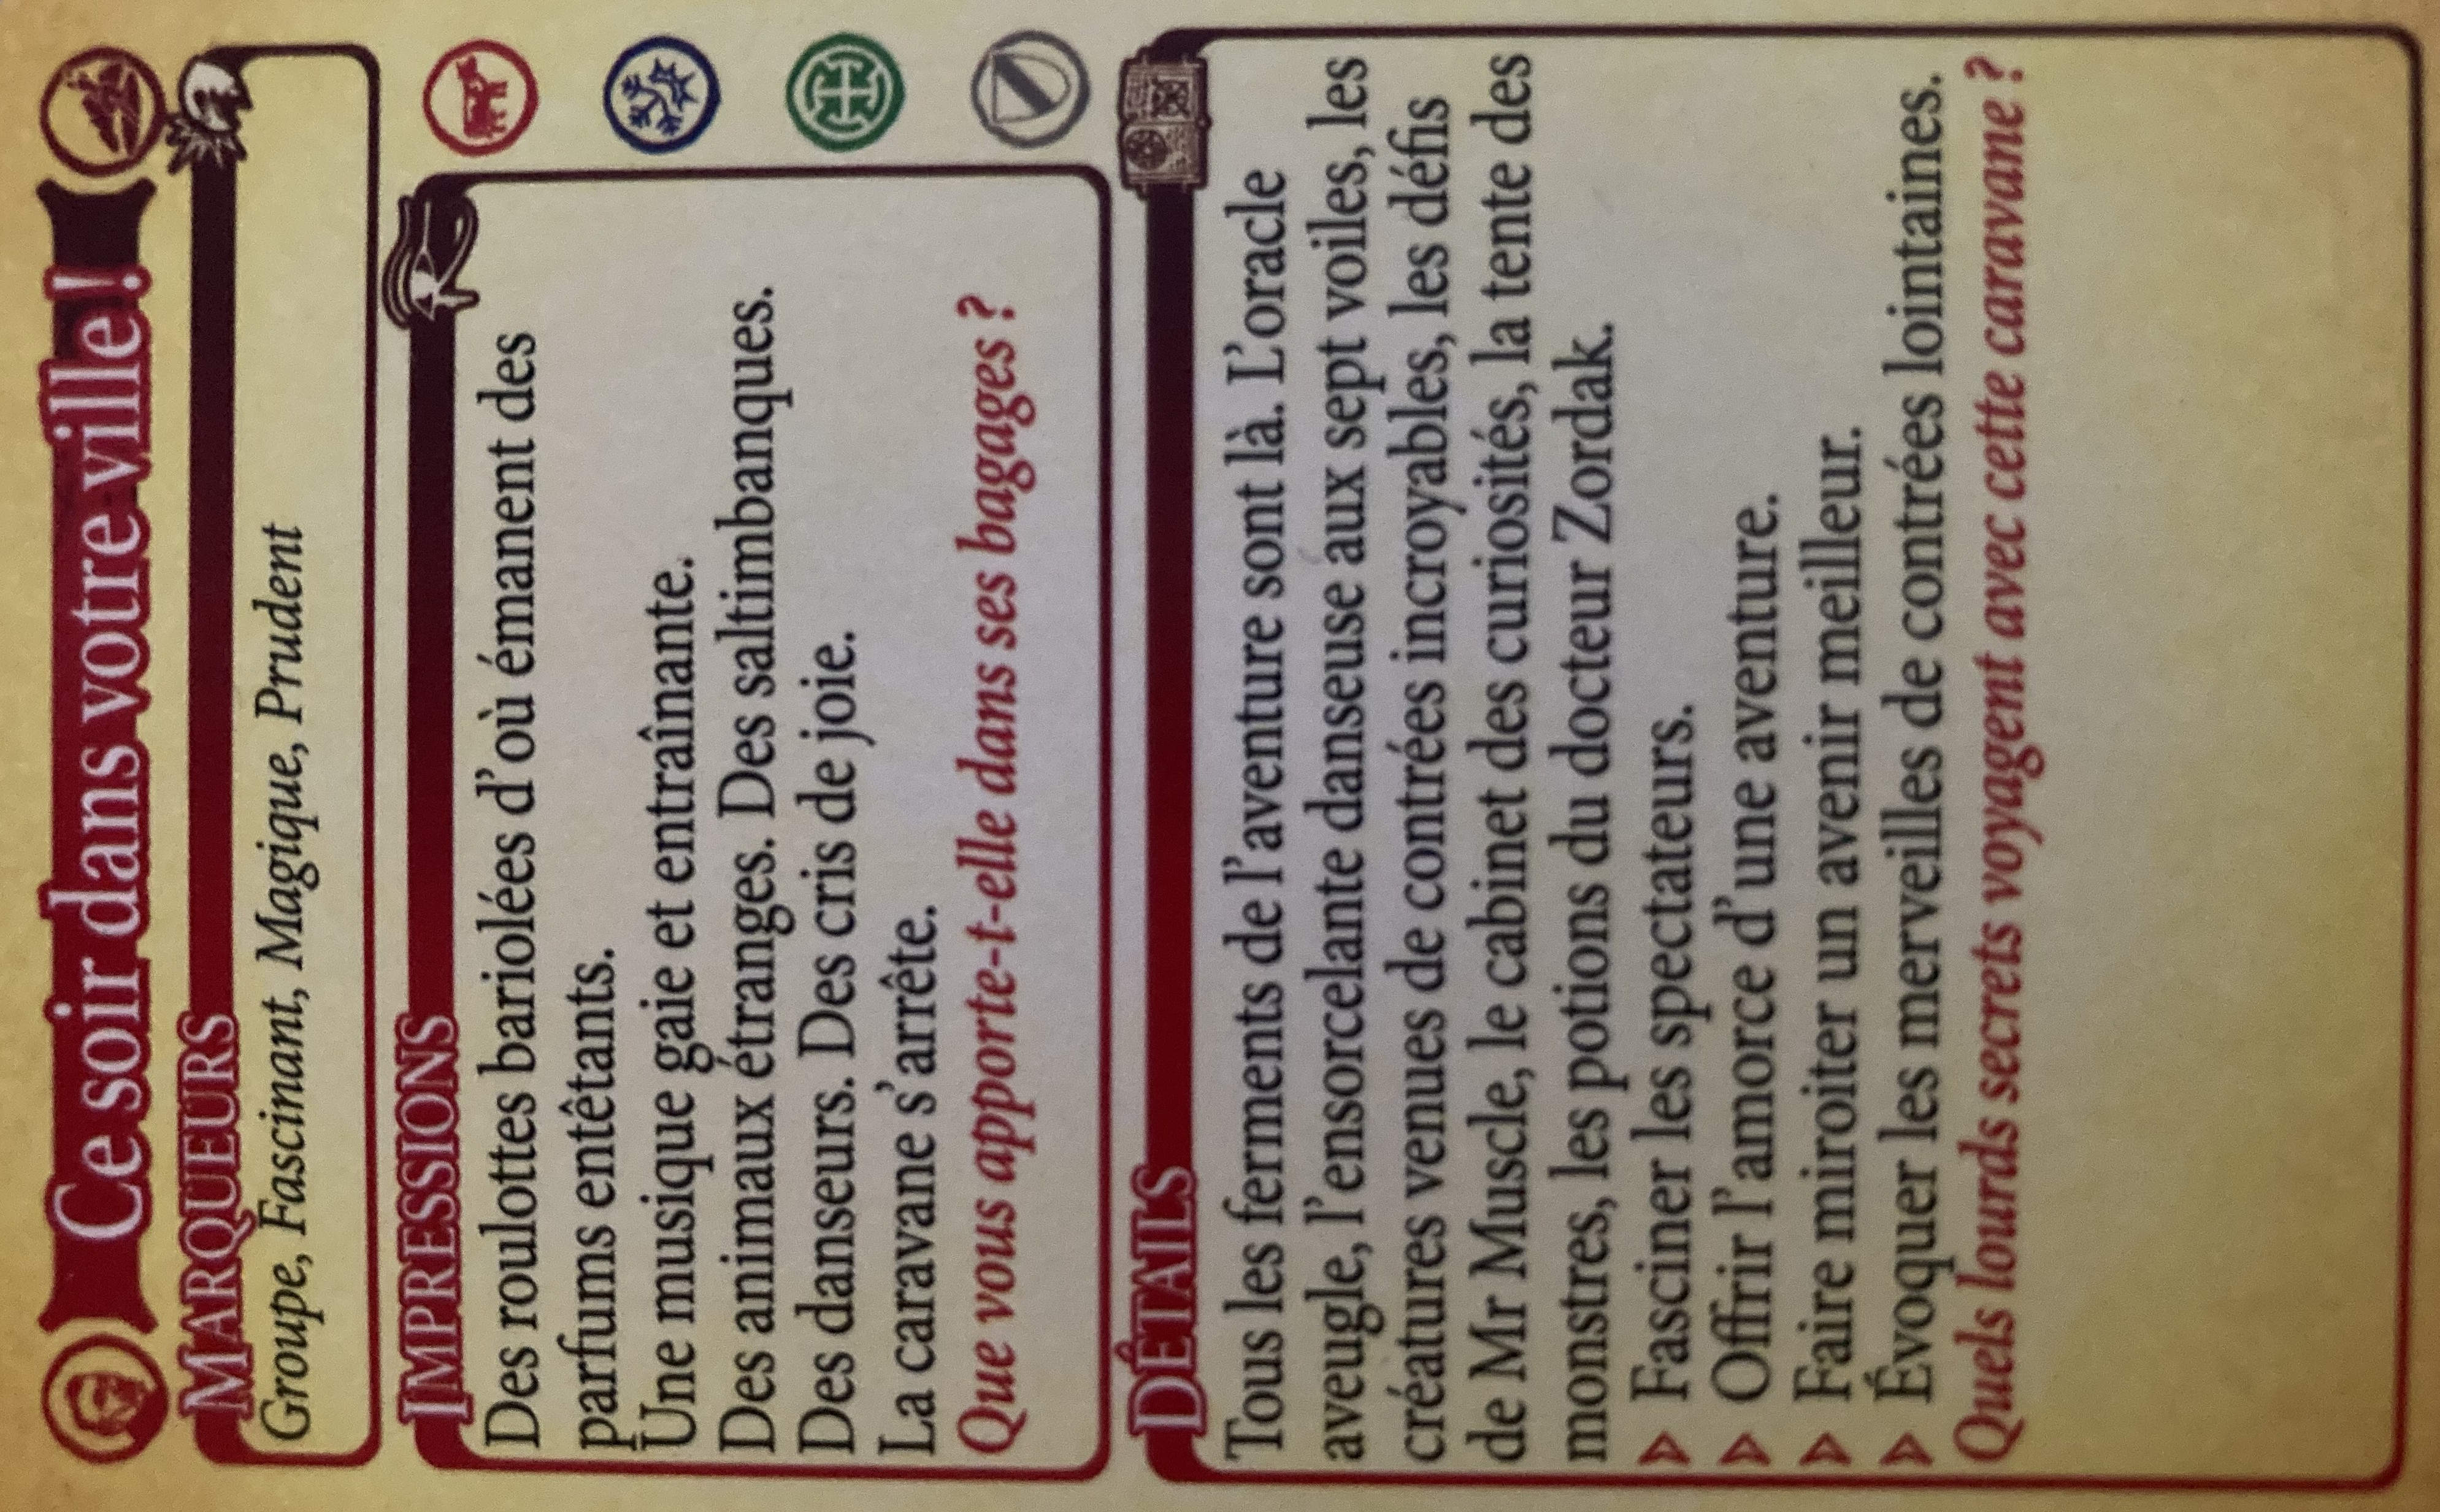 Ce soir dans votre ville !
MARQUEURS
Groupe, Fascinant, Magique, Prudent
IMPRESSIONS
Des roulottes bariolées d'où émanent des
parfums entêtants.
Une musique gaie et entraînante.
Des animaux étranges. Des saltimbanques.
Des danseurs. Des cris de joie.
La caravane s'arrête.
Que vous apporte-t-elle dans ses bagages ?
DÉTAILS
Tous les ferments de l'aventure sont là. L'oracle
aveugle, l'ensorcelante danseuse aux sept voiles, les
créatures venues de contrées incroyables, les défis
de Mr Muscle, le cabinet des curiosités, la tente des
monstres, les potions du docteur Zordak.
Fasciner les spectateurs.
Offrir l'amorce d'une aventure.
Faire miroiter un avenir meilleur.
Évoquer les merveilles de contrées lointaines.
Quels lourds secrets voyagent avec cette caravane ?